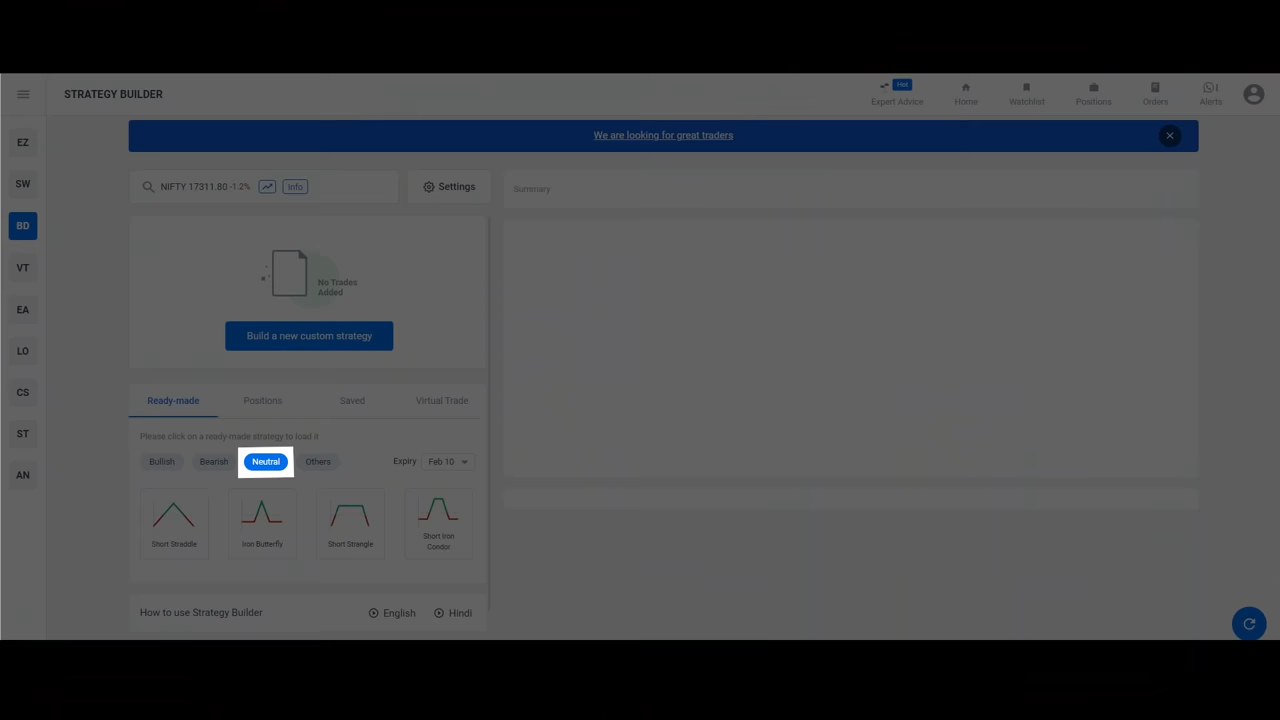 STRATEGY BUILDER
Hot
Expert Advice
Home
Watchlist
Positions
Orders
Alerts
We are looking for great traders
EZ
SW
BD
VT
EA
LO
CS
ST
AN
NIFTY 17311.80 -1.2%
Info
Settings
Summary
No Trades
Added
Build a new custom strategy
Ready-made
Positions
Saved
Virtual Trade
Please click on a ready-made strategy to load it
Bullish
Bearish
Neutral
Others
Expiry
Feb 10
Short Straddle
Iron Butterfly
Short Strangle
Short Iron
Condor
How to use Strategy Builder
English
Hindi